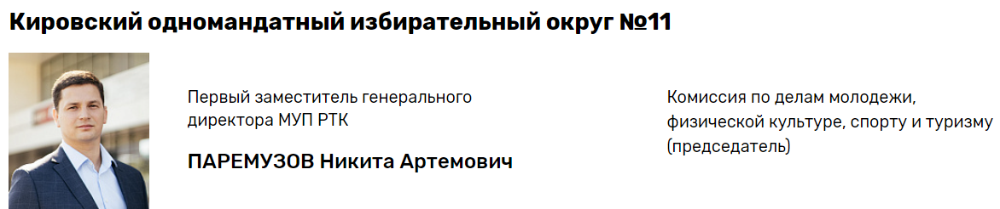 Кировский одномандатный избирательный округ №11
Первый заместитель генерального
директора МУП РТК
ПАРЕМУЗОВ Никита Артемович
Комиссия по делам молодежи,
физической культуре, спорту и туризму
(председатель)